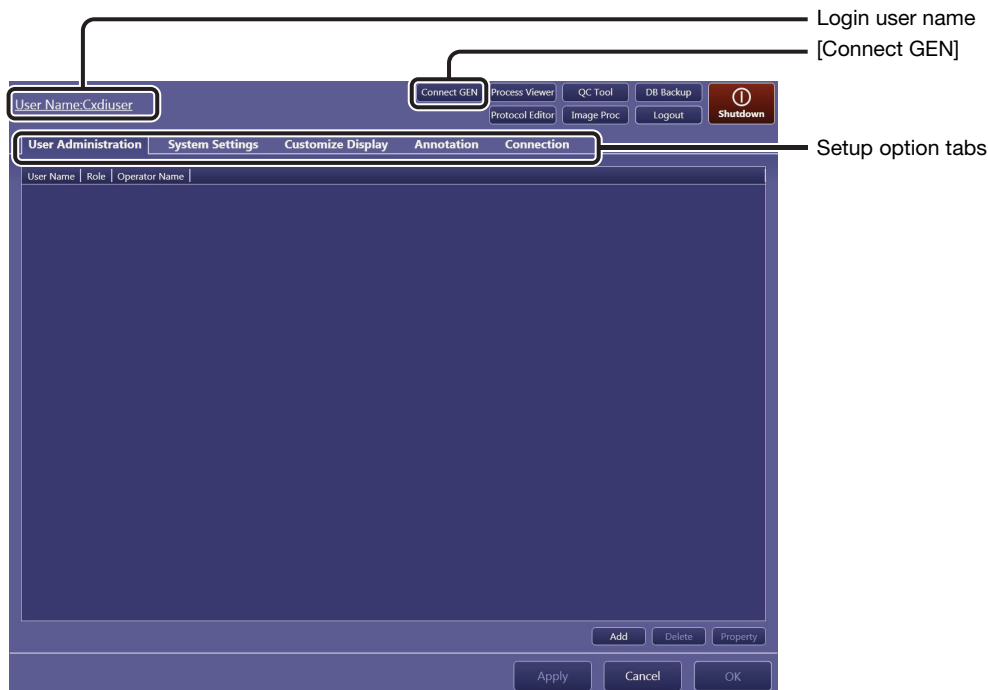 Login user name
[Connect GEN]
User Name:Cxdiuser
Connect GEN Process Viewer QC Tool DB Backup
Protocol Editor Image Proc Logout Shutdown
User Administration System Settings Customize Display Annotation Connection
Setup option tabs
User Name Role Operator Name
Add Delete Property
Apply Cancel OK